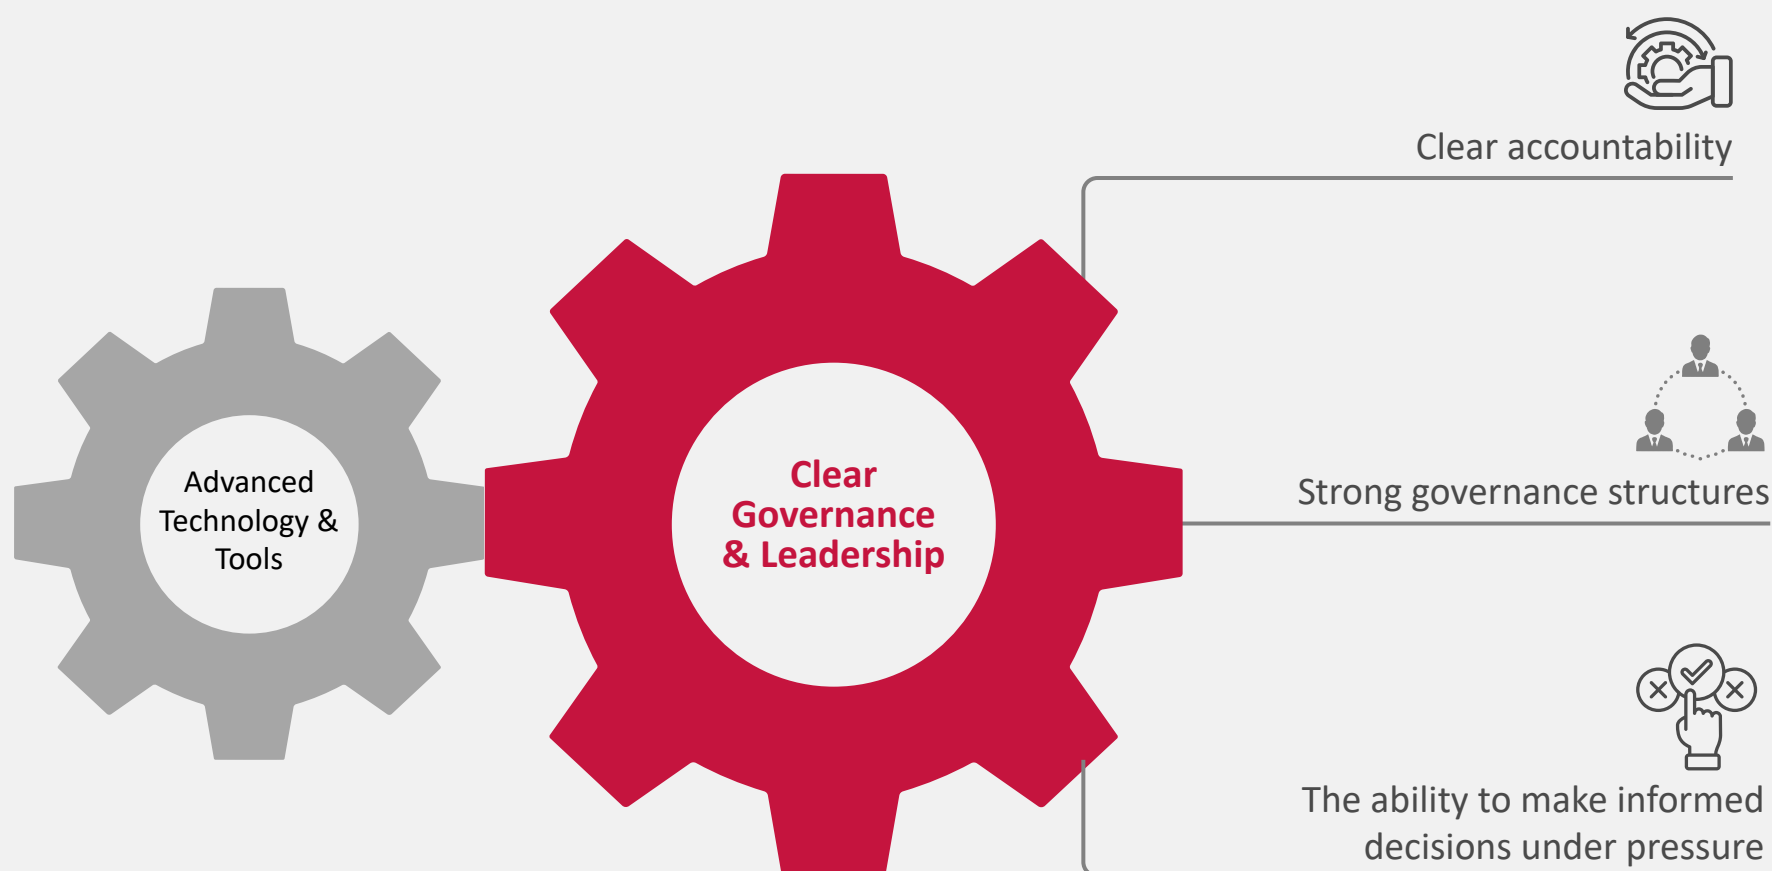 Clear accountability
Advanced
Technology &
Tools
Clear
Governance
& Leadership
Strong governance structures
The ability to make informed
decisions under pressure